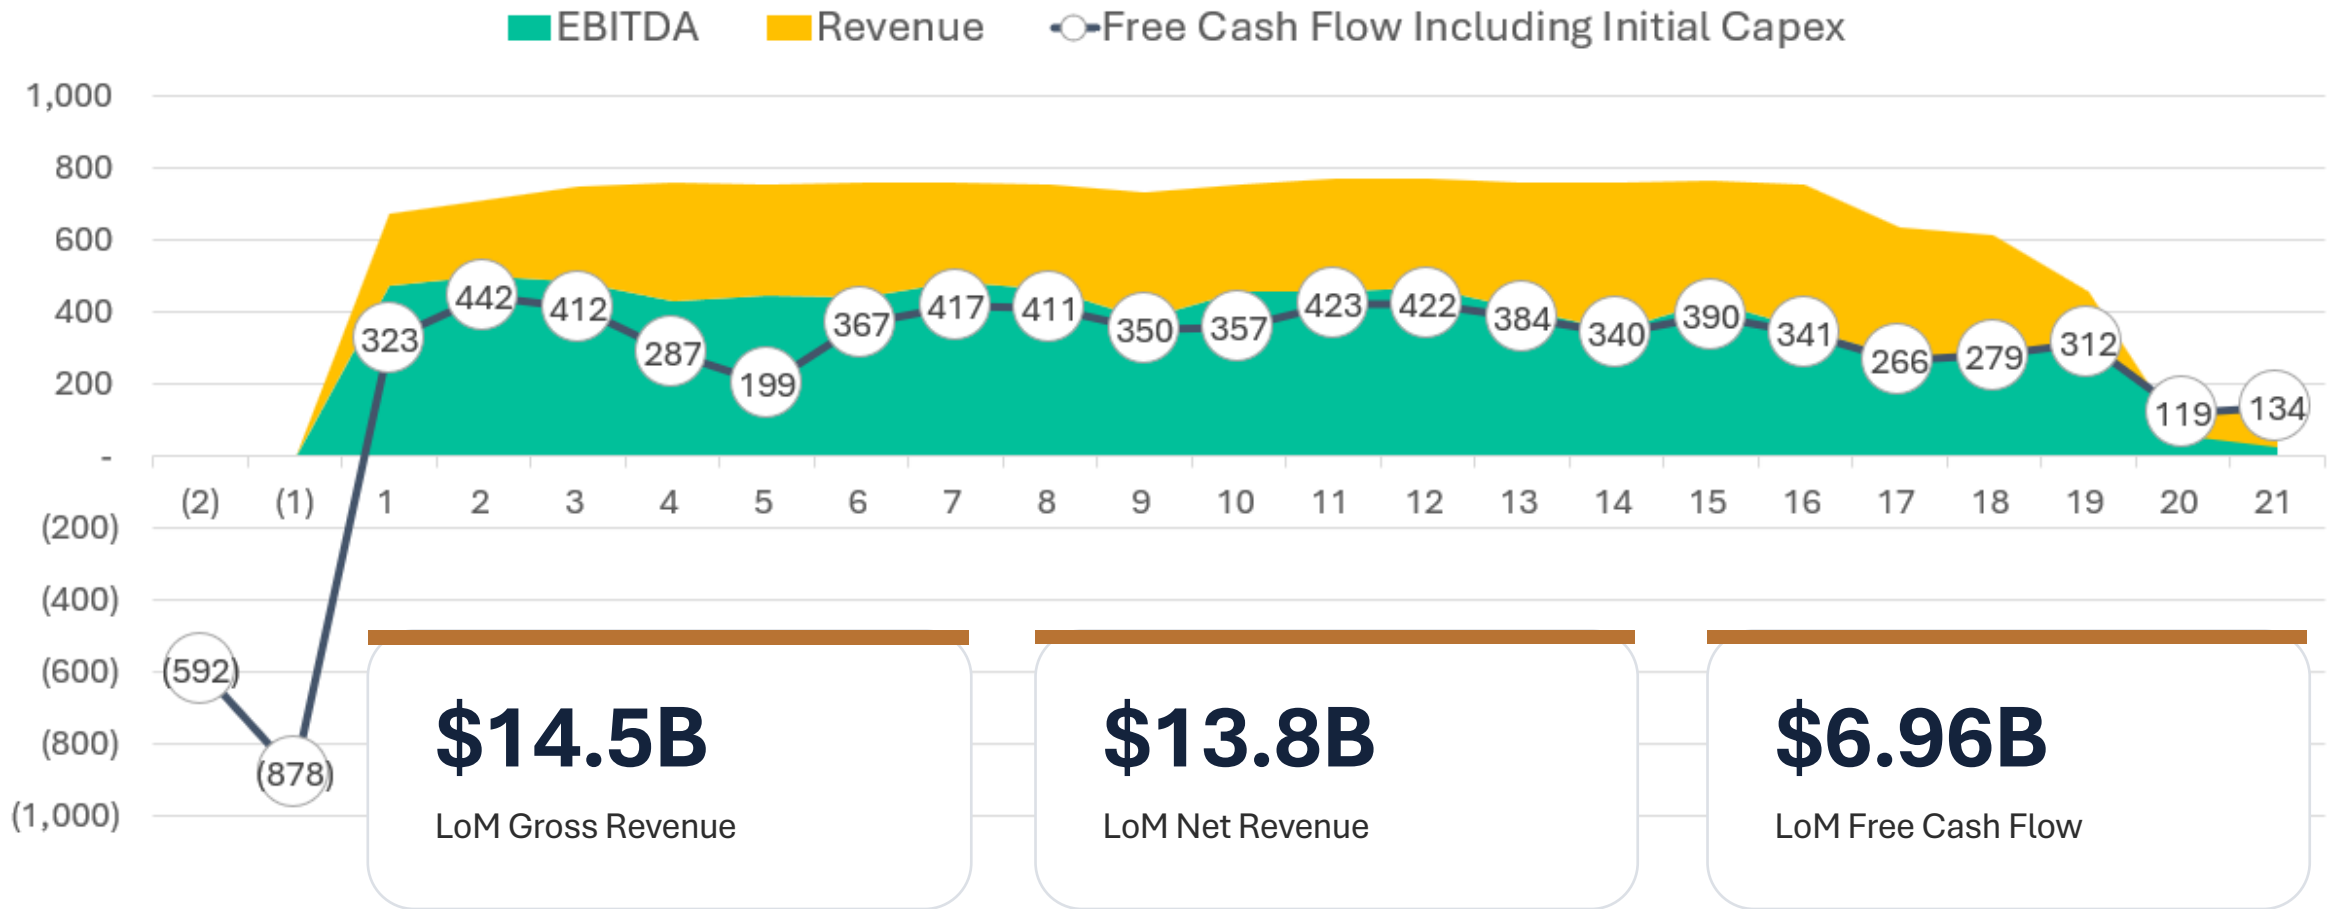 EBITDA Revenue Free Cash Flow Including Initial Capex
1,000
800
600
400
200
-
(200)
(400)
(600)
(800)
(1,000)
(592) (878) 323 442 412 287 199 367 417 411 350 357 423 422 384 340 390 341 266 279 312 119 134
(2) (1) 1 2 3 4 5 6 7 8 9 10 11 12 13 14 15 16 17 18 19 20 21
$14.5B
LoM Gross Revenue
$13.8B
LoM Net Revenue
$6.96B
LoM Free Cash Flow